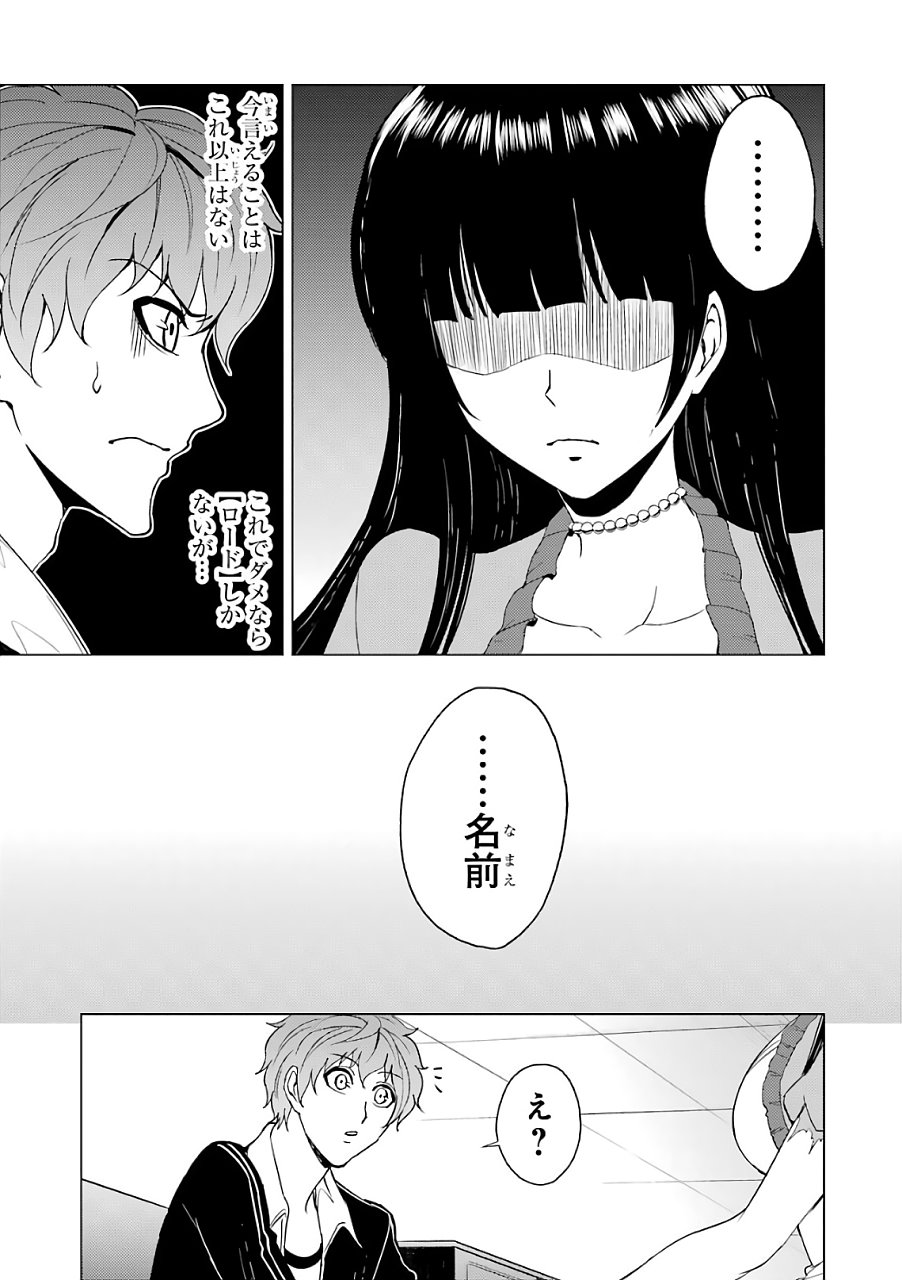 ………
今言えることは
これ以上はない
これでダメなら
【ロード】しか
ないが…
………名前
え?